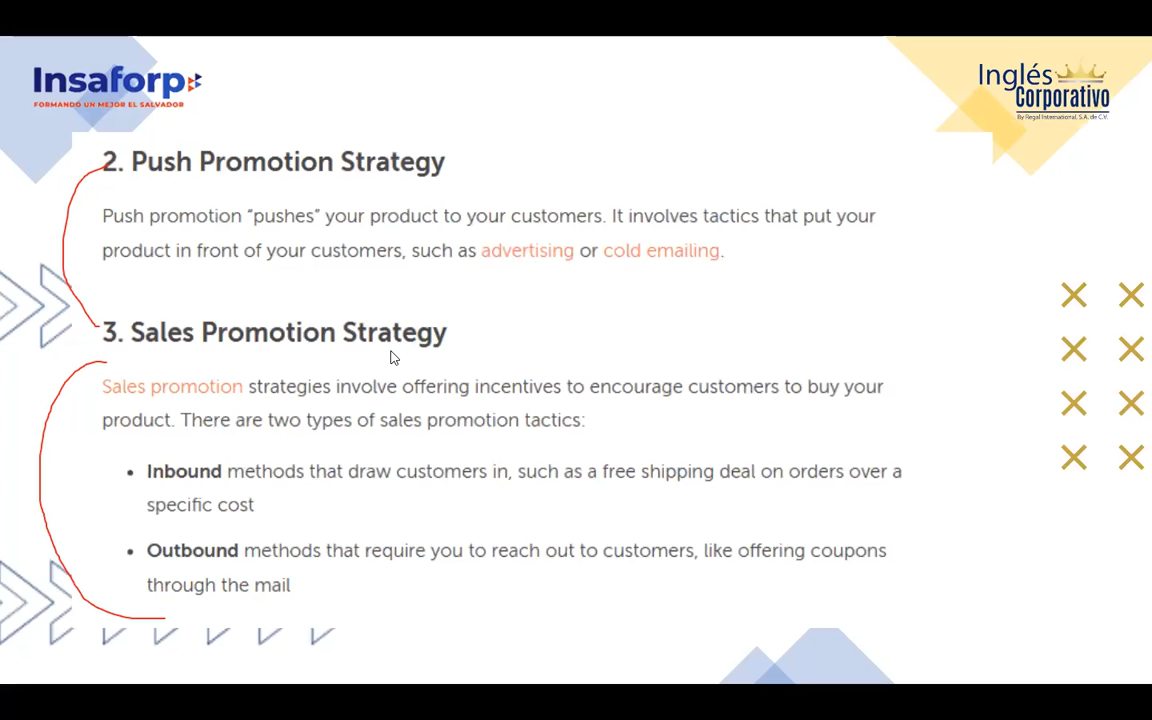 Insaforp
FORMANDO UN MEJOR EL SALVADOR
Inglés
Corporativo
By Regal International, S.A. de C.V.
2. Push Promotion Strategy
Push promotion “pushes” your product to your customers. It involves tactics that put your
product in front of your customers, such as advertising or cold emailing.
3. Sales Promotion Strategy
Sales promotion strategies involve offering incentives to encourage customers to buy your
product. There are two types of sales promotion tactics:
• Inbound methods that draw customers in, such as a free shipping deal on orders over a
specific cost
• Outbound methods that require you to reach out to customers, like offering coupons
through the mail